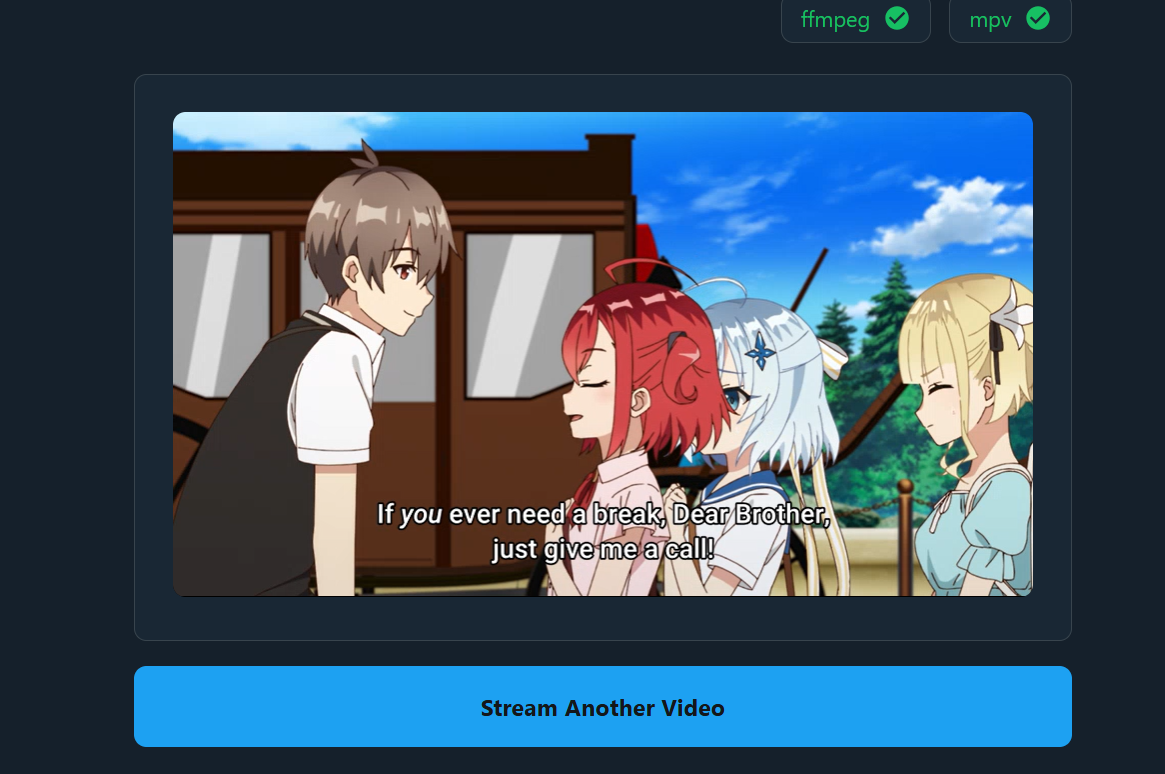 ffmpeg
mpv
If you ever need a break, Dear Brother,
just give me a call!
Stream Another Video